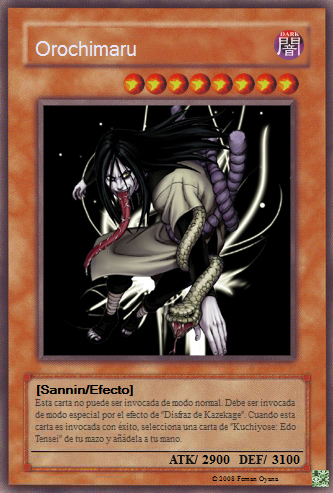 Orochimaru
DARK
闇
[Sannin/Efecto]
Esta carta no puede ser invocada de modo normal. Debe ser invocada
de modo especial por el efecto de "Disfraz de Kazekage". Cuando esta
carta es invocada con éxito, selecciona una carta de "Kuchiyose: Edo
Tensei" de tu mazo y añádela a tu mano.
ATK/ 2900 DEF/ 3100
©2008 Fernan Oyana